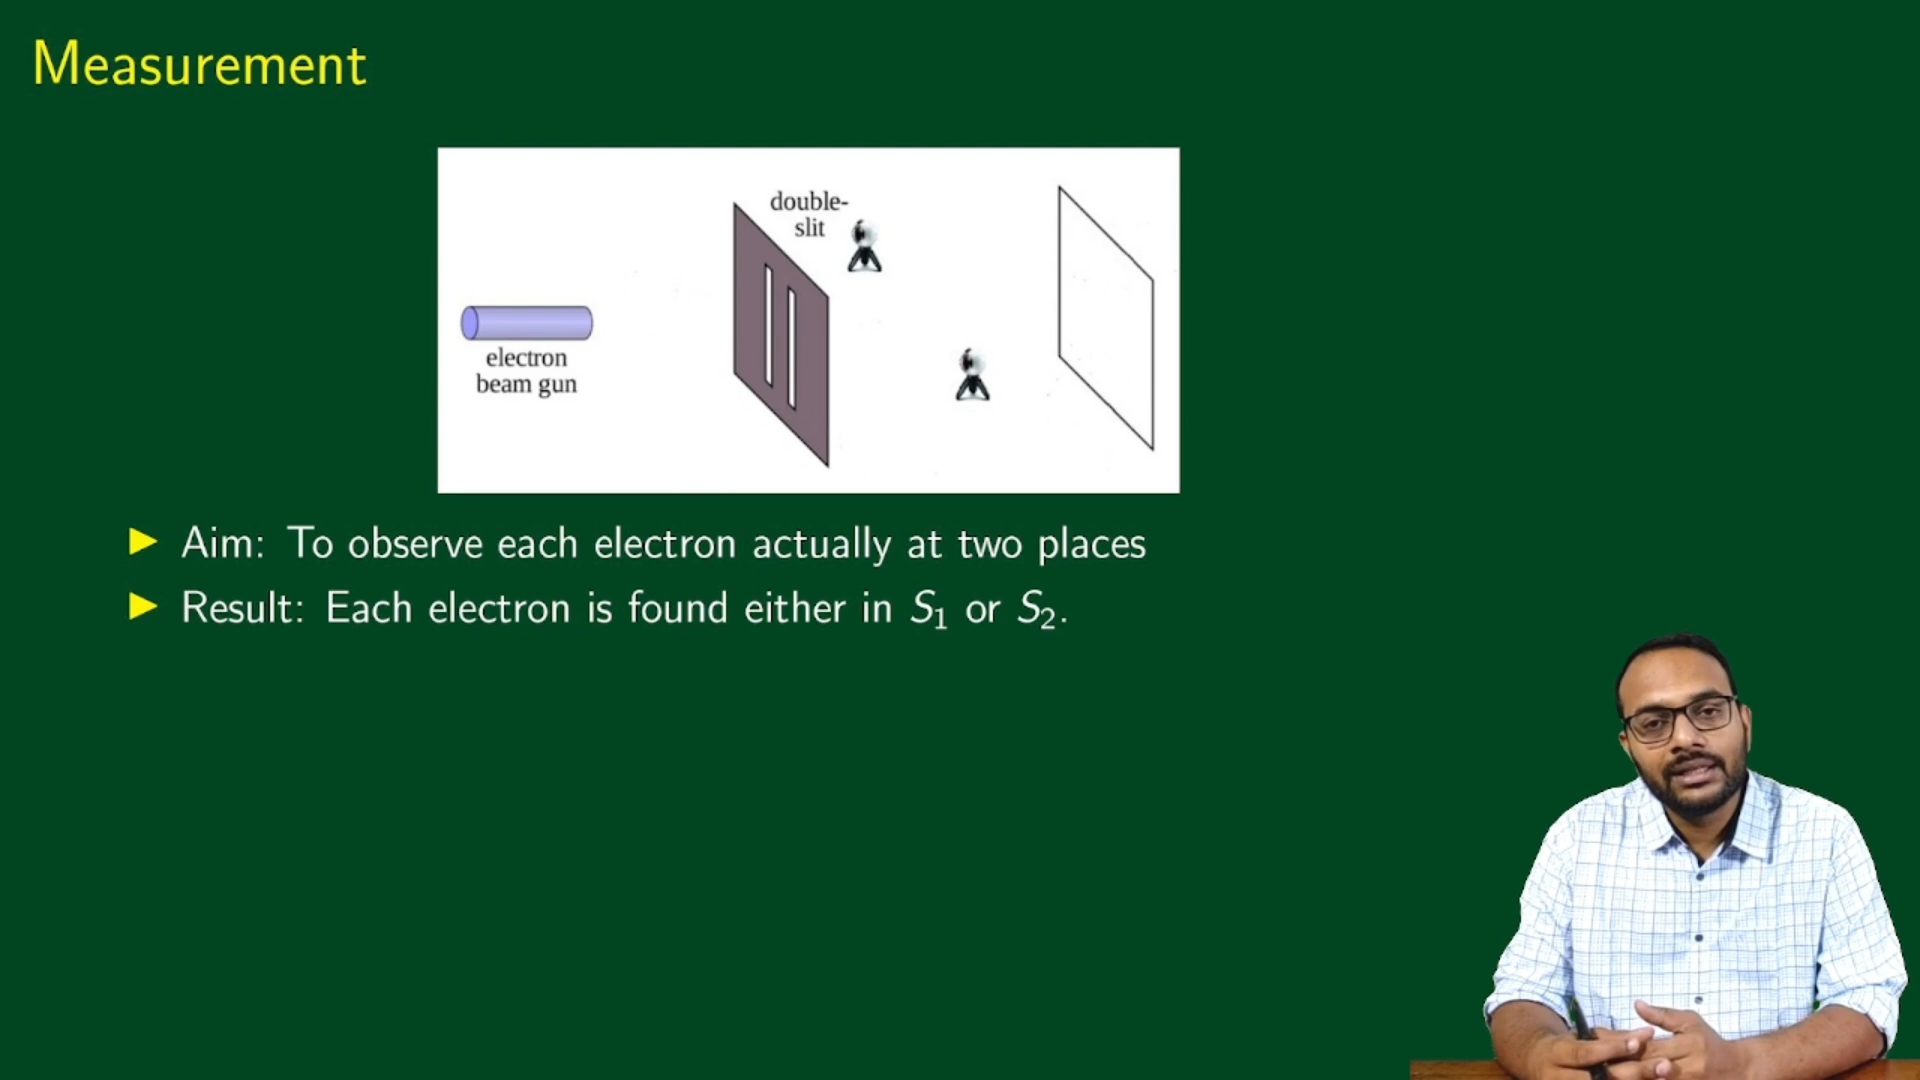 Measurement
double-
slit
electron
beam gun
► Aim: To observe each electron actually at two places
► Result: Each electron is found either in S₁ or S₂.